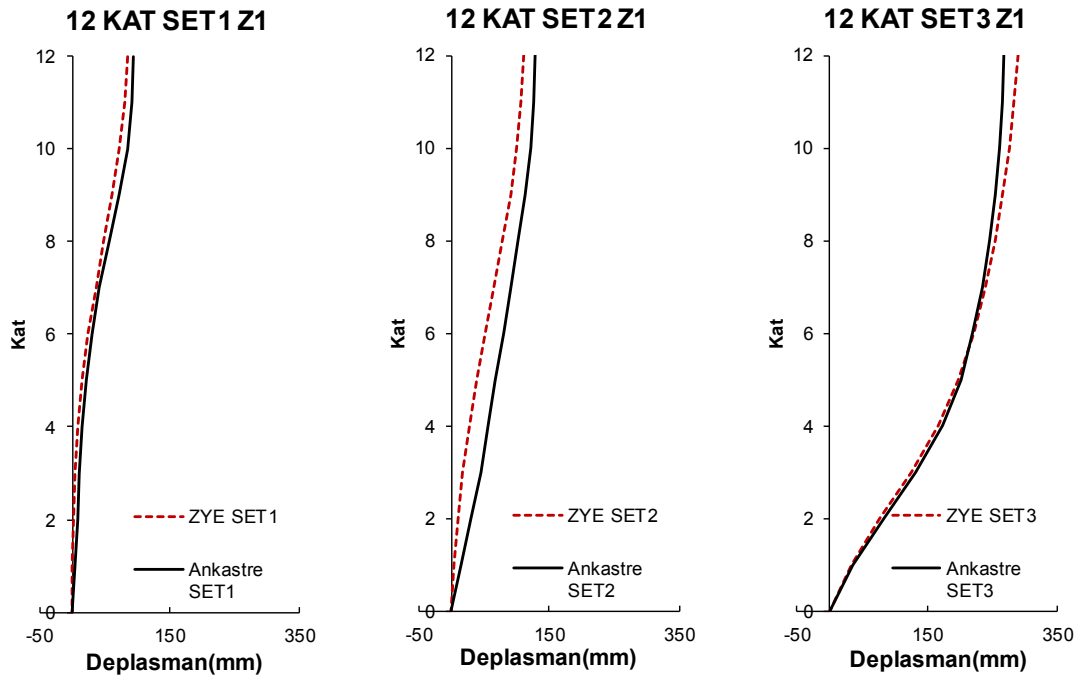 12 KAT SET1 Z1
12
10
8
6
4
2
0
Kat
ZYE SET1
Ankastre
SET1
-50
150
350
Deplasman(mm)
12 KAT SET2 Z1
12
10
8
6
4
2
0
Kat
ZYE SET2
Ankastre
SET2
-50
150
350
Deplasman(mm)
12 KAT SET3 Z1
12
10
8
6
4
2
0
Kat
ZYE SET3
Ankastre
SET3
-50
150
350
Deplasman(mm)